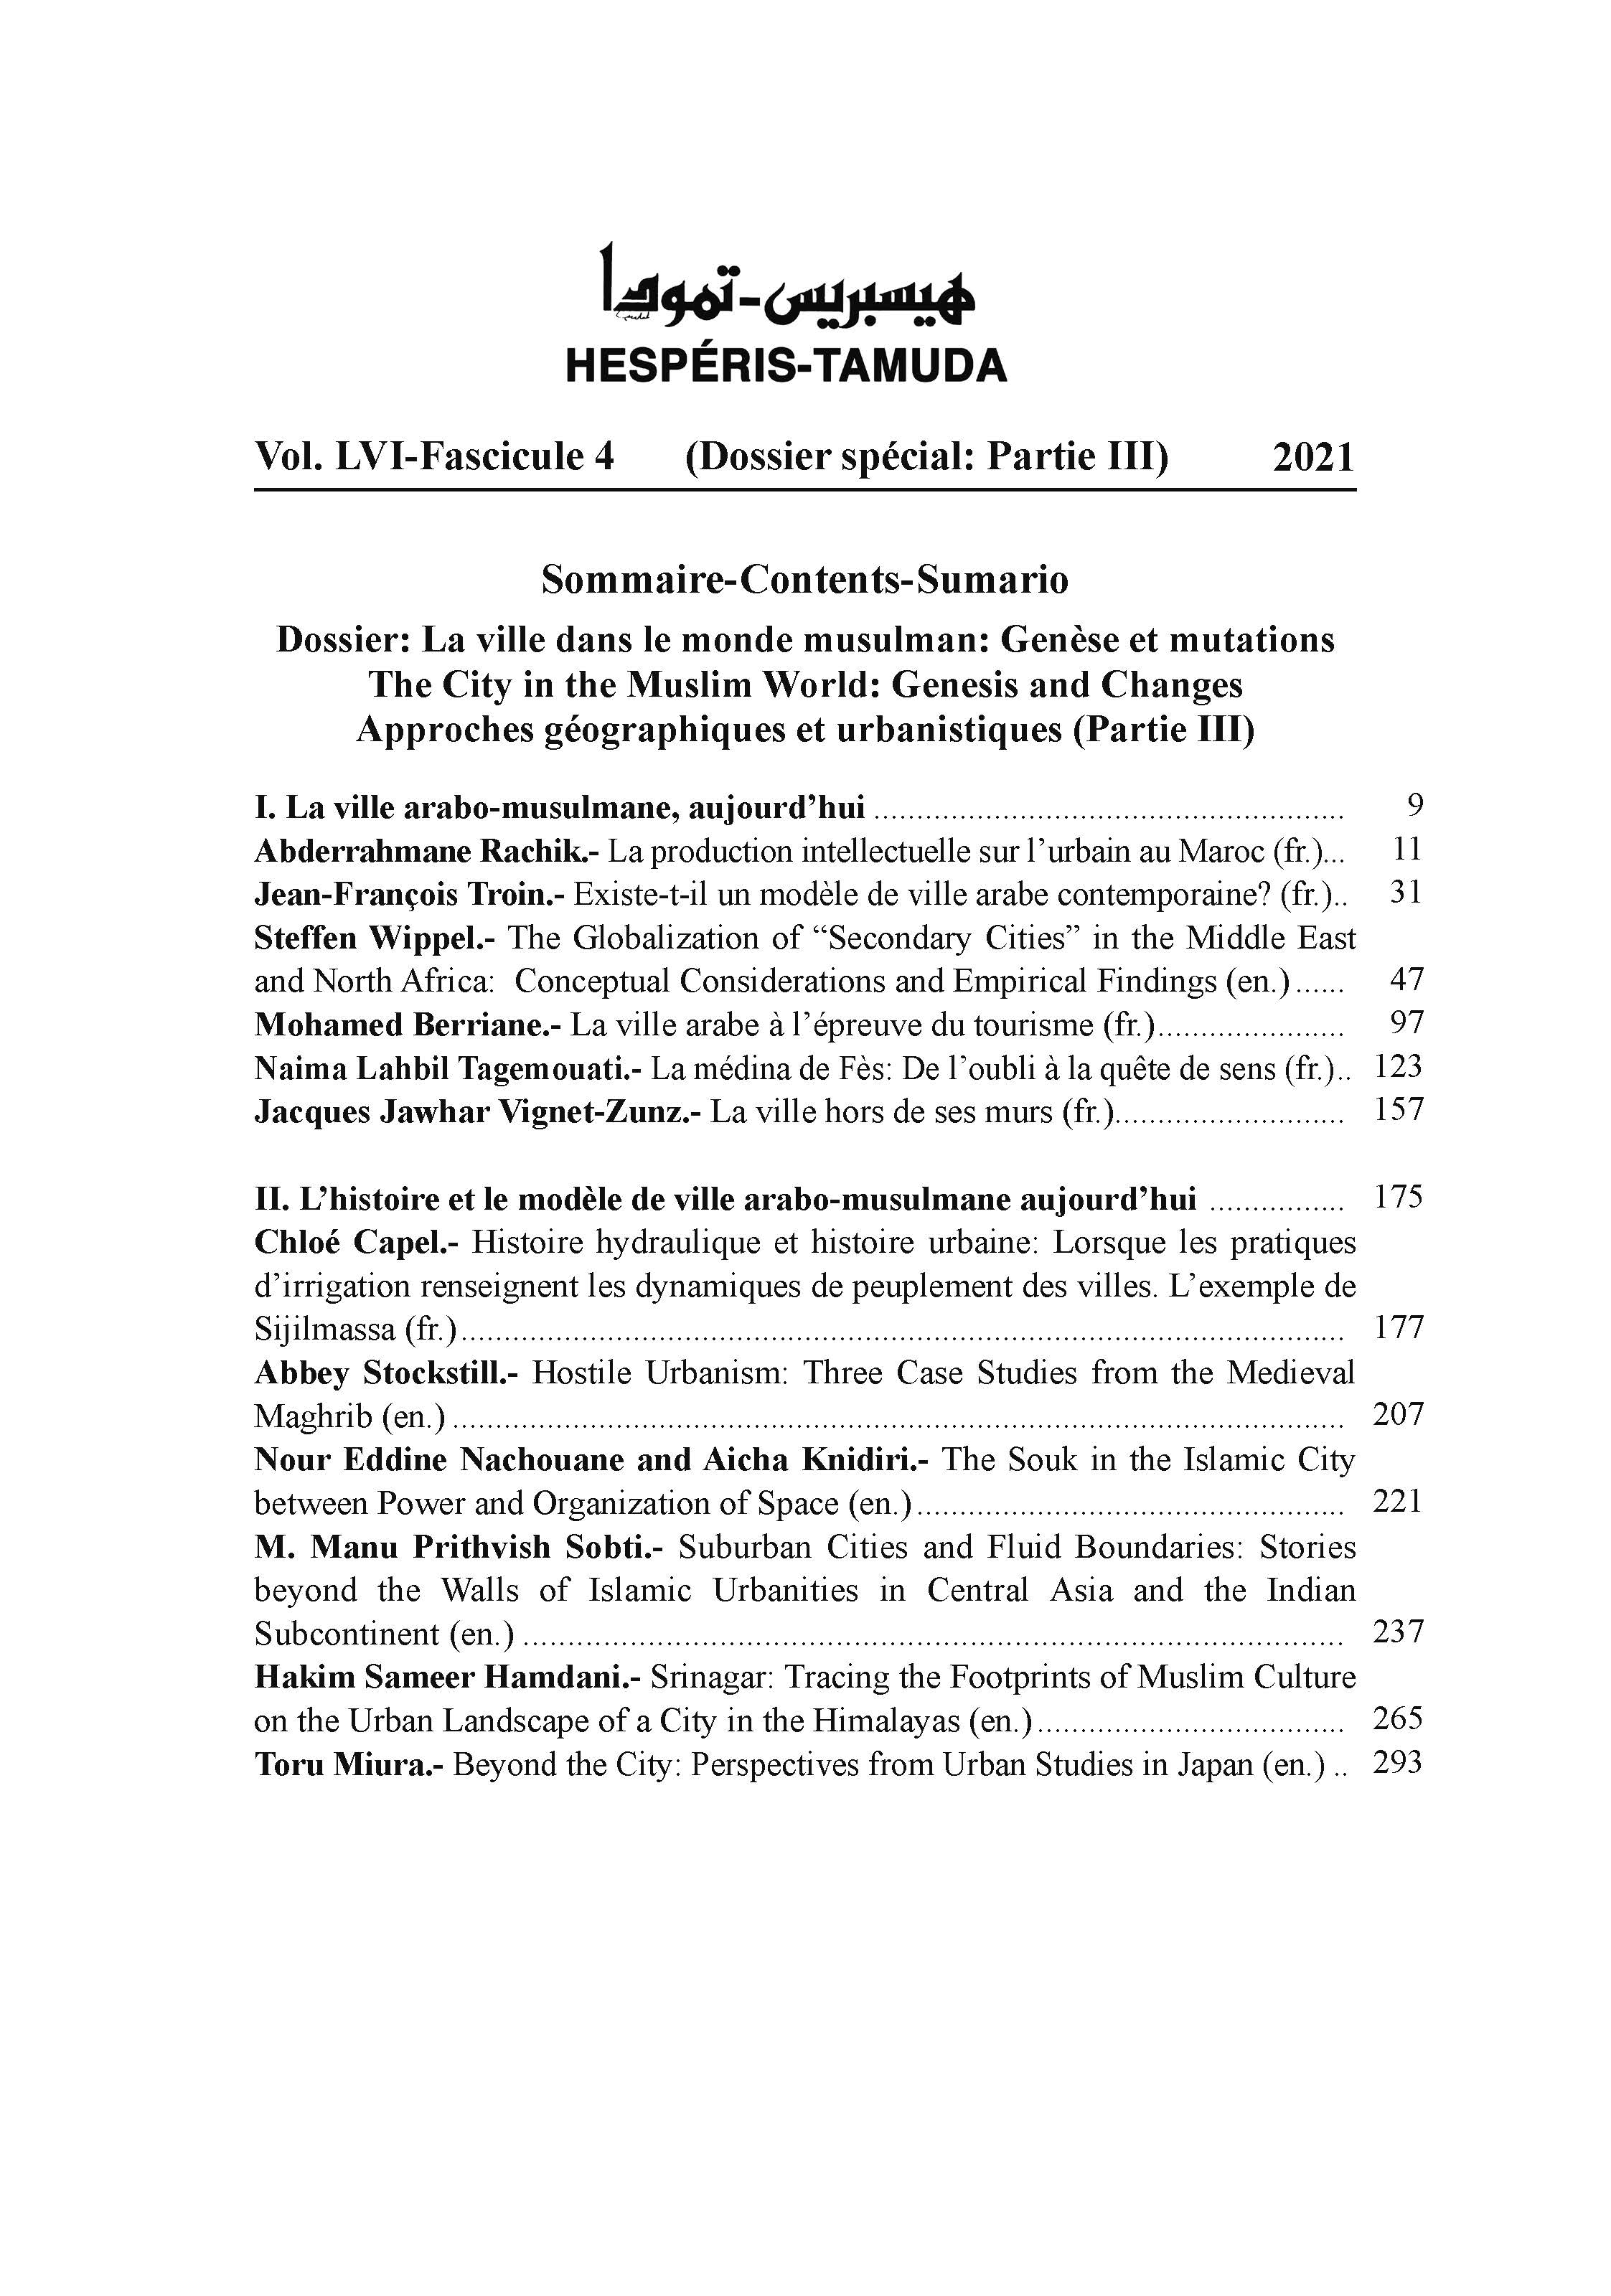 هيسبريس-تمودا
HESPÉRIS-TAMUDA
Vol. LVI-Fascicule 4 (Dossier spécial: Partie III) 2021
Sommaire-Contents-Sumario
Dossier: La ville dans le monde musulman: Genèse et mutations
The City in the Muslim World: Genesis and Changes
Approches géographiques et urbanistiques (Partie III)
I. La ville arabo-musulmane, aujourd’hui ........................................................ 9
Abderrahmane Rachik.- La production intellectuelle sur l’urbain au Maroc (fr.)... 11
Jean-François Troin.- Existe-t-il un modèle de ville arabe contemporaine? (fr.).. 31
Steffen Wippel.- The Globalization of “Secondary Cities” in the Middle East
and North Africa: Conceptual Considerations and Empirical Findings (en.)...... 47
Mohamed Berriane.- La ville arabe à l’épreuve du tourisme (fr.)...................... 97
Naima Lahbil Tagemouati.- La médina de Fès: De l’oubli à la quête de sens (fr.).. 123
Jacques Jawhar Vignet-Zunz.- La ville hors de ses murs (fr.)........................... 157
II. L’histoire et le modèle de ville arabo-musulmane aujourd’hui ................ 175
Chloé Capel.- Histoire hydraulique et histoire urbaine: Lorsque les pratiques
d’irrigation renseignent les dynamiques de peuplement des villes. L’exemple de
Sijilmassa (fr.)......................................................................................................... 177
Abbey Stockstill.- Hostile Urbanism: Three Case Studies from the Medieval
Maghrib (en.) ......................................................................................................... 207
Nour Eddine Nachouane and Aicha Knidiri.- The Souk in the Islamic City
between Power and Organization of Space (en.).................................................. 221
M. Manu Prithvish Sobti.- Suburban Cities and Fluid Boundaries: Stories
beyond the Walls of Islamic Urbanities in Central Asia and the Indian
Subcontinent (en.) ................................................................................................ 237
Hakim Sameer Hamdani.- Srinagar: Tracing the Footprints of Muslim Culture
on the Urban Landscape of a City in the Himalayas (en.).................................... 265
Toru Miura.- Beyond the City: Perspectives from Urban Studies in Japan (en.) .. 293